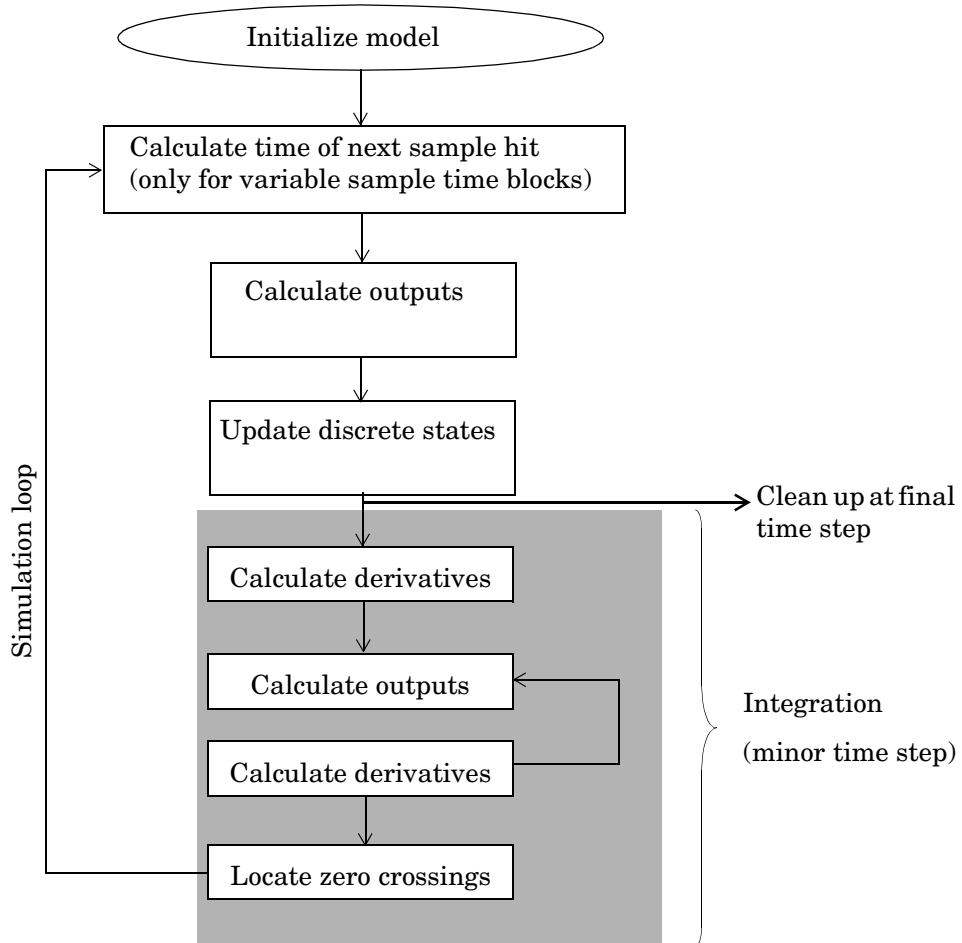 Initialize model
Calculate time of next sample hit
(only for variable sample time blocks)
Calculate outputs
Update discrete states
Clean up at final
time step
Simulation loop
Calculate derivatives
Calculate outputs
Integration
(minor time step)
Calculate derivatives
Locate zero crossings